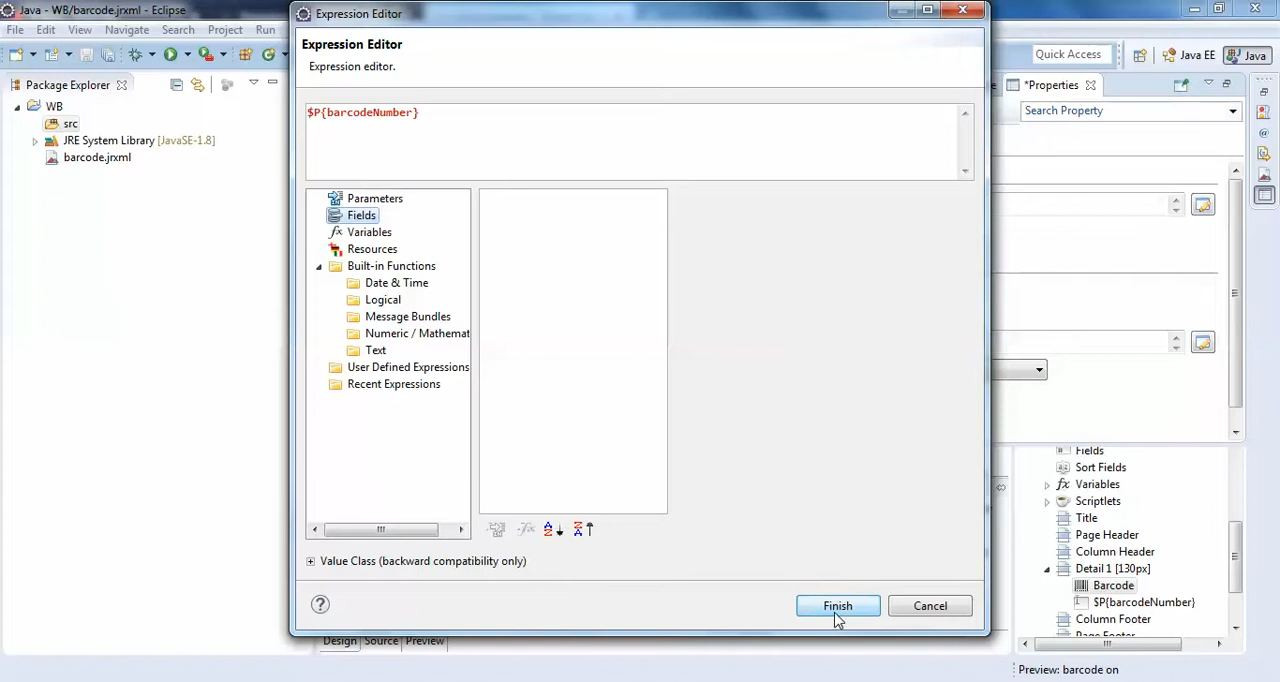 Java - WB/barcode.jrxml - Eclipse
File Edit View Navigate Search Project Run
Quick Access
Java EE
Java
Package Explorer
WB
src
JRE System Library [JavaSE-1.8]
barcode.jrxml
Expression Editor
Expression Editor
Expression editor.
$P{barcodeNumber}
Parameters
Fields
Variables
Resources
Built-in Functions
Date & Time
Logical
Message Bundles
Numeric / Mathemat
Text
User Defined Expressions
Recent Expressions
Value Class (backward compatibility only)
Finish
Cancel
Design Source Preview
*Properties
Search Property
Fields
Sort Fields
Variables
Scriptlets
Title
Page Header
Column Header
Detail 1 [130px]
Barcode
$P{barcodeNumber}
Column Footer
Page Footer
Preview: barcode on